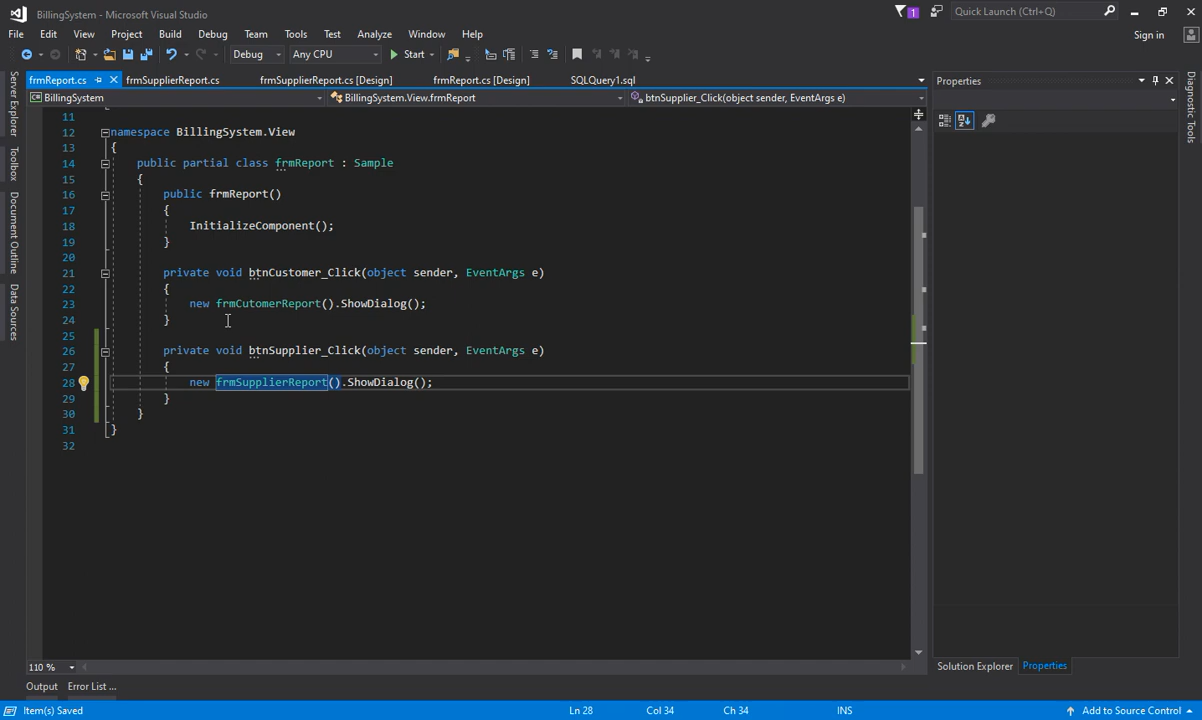 BillingSystem - Microsoft Visual Studio
1
Quick Launch (Ctrl+Q)
File Edit View Project Build Debug Team Tools Test Analyze Window Help
Sign in
Debug Any CPU Start
frmReport.cs frmSupplierReport.cs frmSupplierReport.cs [Design] frmReport.cs [Design] SQLQuery1.sql
Properties
BillingSystem BillingSystem.View.frmReport btnSupplier_Click(object sender, EventArgs e)
Server Explorer
Toolbox
Document Outline
Data Sources
Diagnostic Tools
11
12 namespace BillingSystem.View
13 {
14 public partial class frmReport : Sample
15 {
16 public frmReport()
17 {
18 InitializeComponent();
19 }
20
21 private void btnCustomer_Click(object sender, EventArgs e)
22 {
23 new frmCutomerReport().ShowDialog();
24 }
25
26 private void btnSupplier_Click(object sender, EventArgs e)
27 {
28 new frmSupplierReport().ShowDialog();
29 }
30 }
31 }
32
110 %
Solution Explorer Properties
Output Error List ...
Item(s) Saved Ln 28 Col 34 Ch 34 INS Add to Source Control